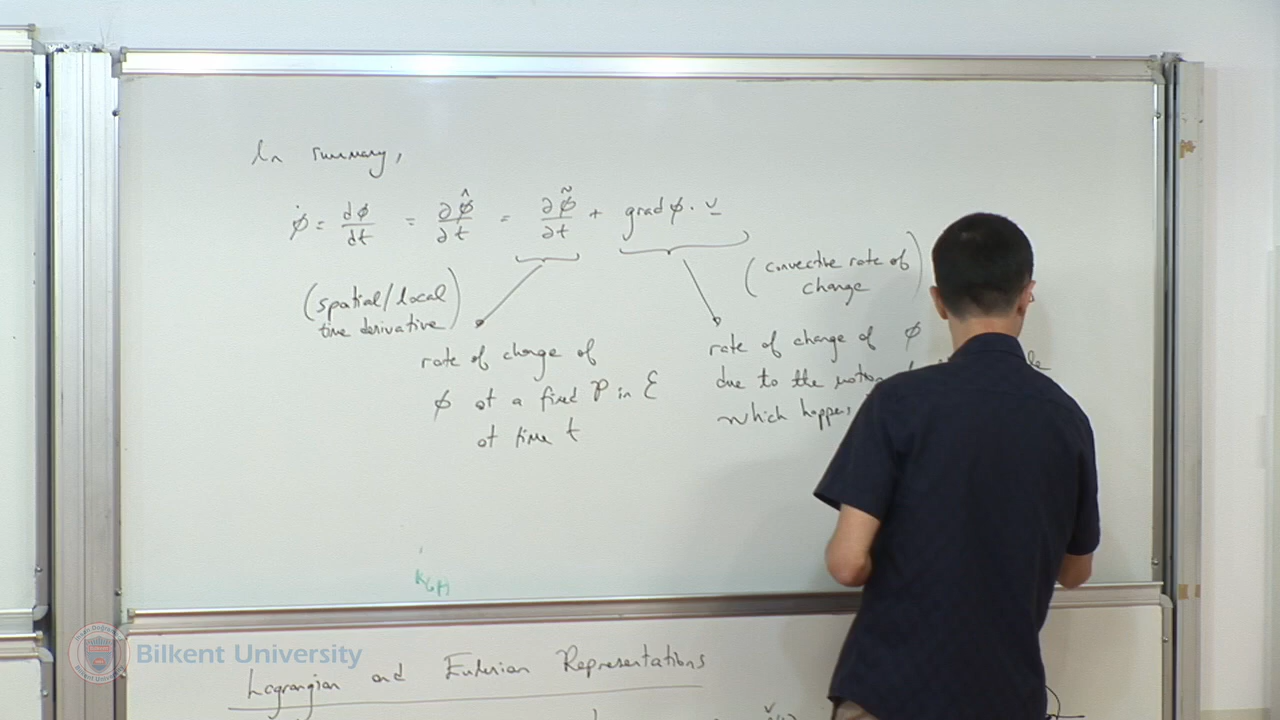 In summary,
φ̇ = dφ/dt = ∂φ̂/∂t = ∂φ̃/∂t + grad φ · v
(spatial/local time derivative)
(convective rate of change)
rate of change of
φ at a fixed P in E
at time t
rate of change of φ
due to the motion
which happens
Bilkent University
Lagrangian and Eulerian Representations